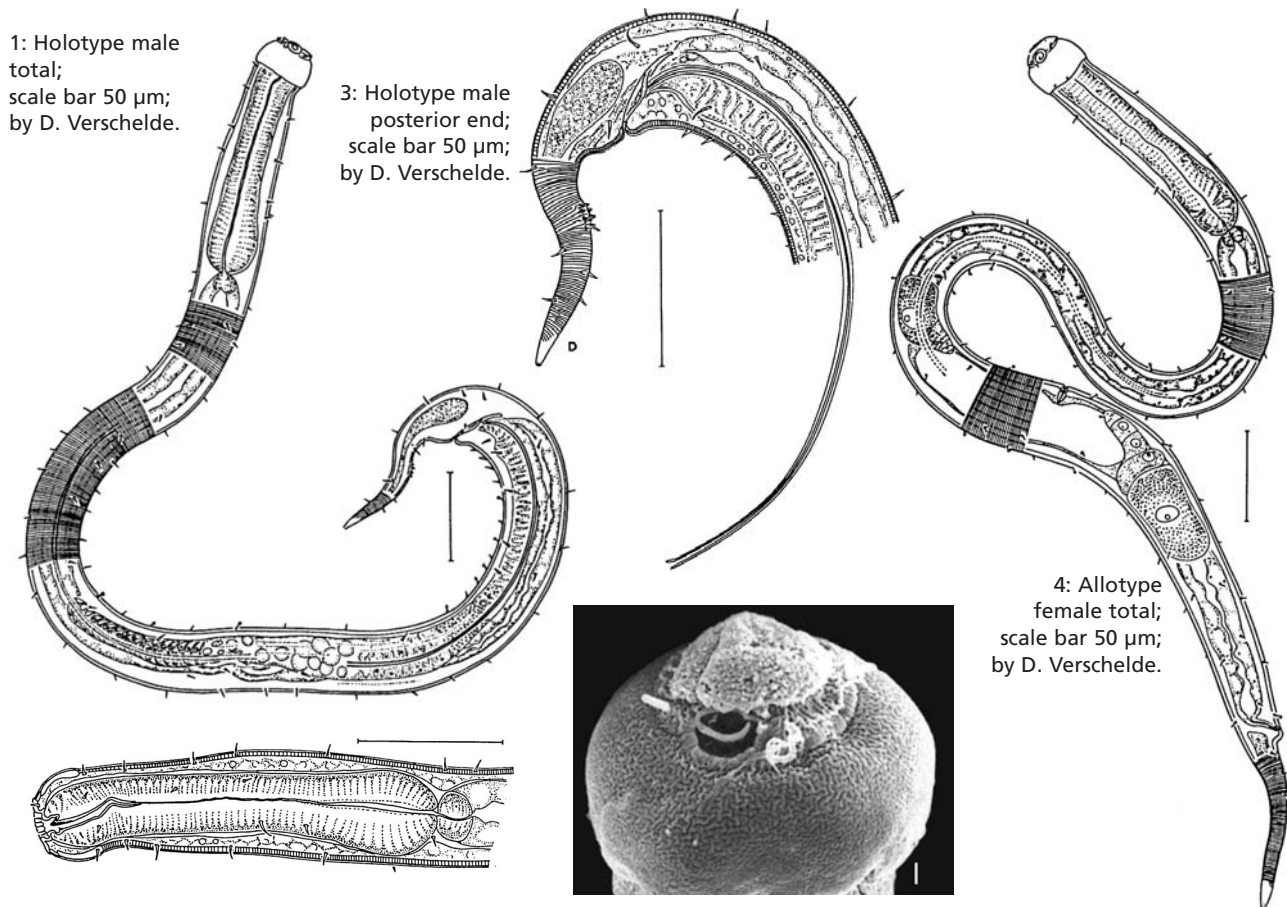 1: Holotype male
total;
scale bar 50 µm;
by D. Verschelde.
3: Holotype male
posterior end;
scale bar 50 µm;
by D. Verschelde.
D
4: Allotype
female total;
scale bar 50 µm;
by D. Verschelde.